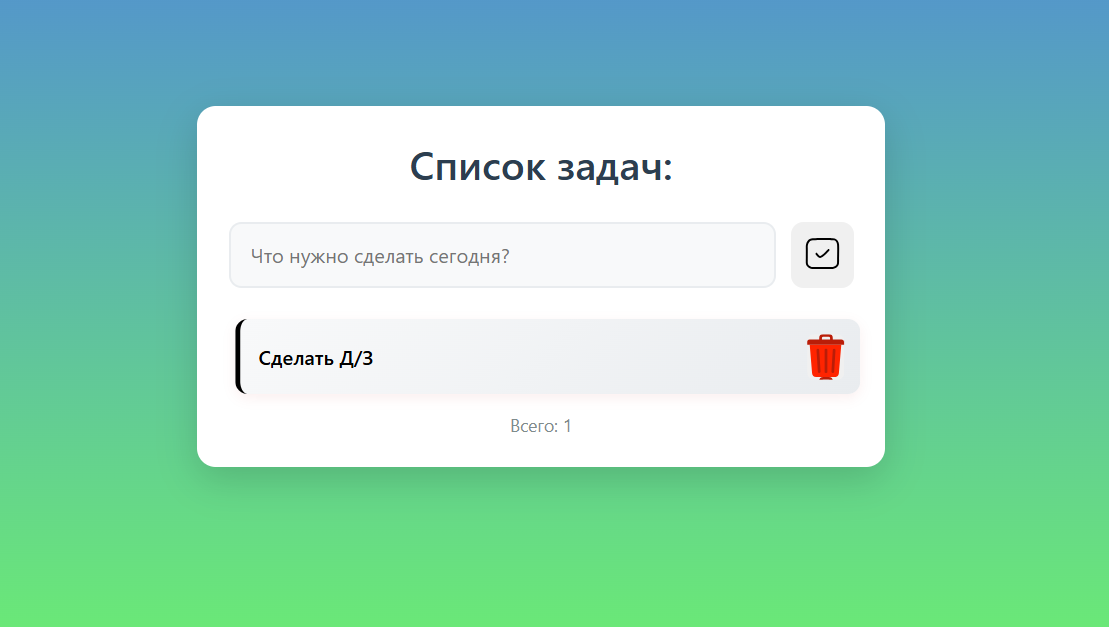 Список задач:
Что нужно сделать сегодня?
Сделать Д/З
Всего: 1